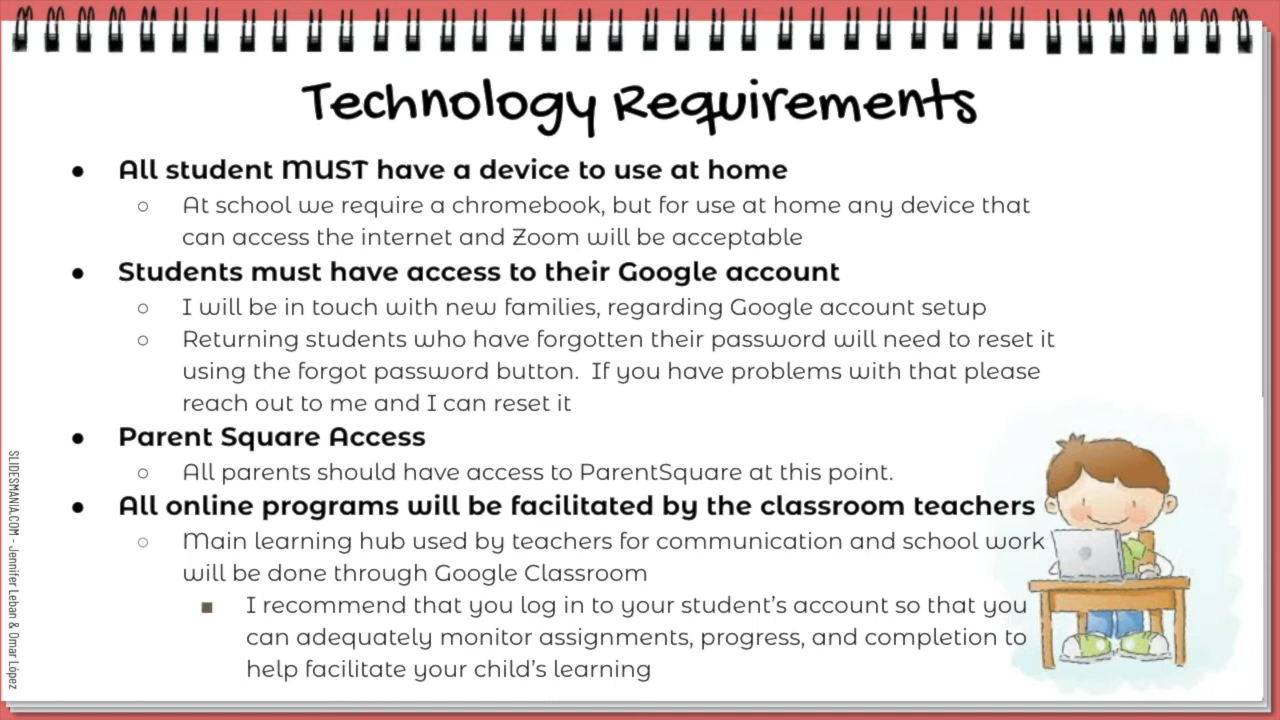 Technology Requirements
● All student MUST have a device to use at home
○ At school we require a chromebook, but for use at home any device that
can access the internet and Zoom will be acceptable
● Students must have access to their Google account
○ I will be in touch with new families, regarding Google account setup
○ Returning students who have forgotten their password will need to reset it
using the forgot password button.  If you have problems with that please
reach out to me and I can reset it
● Parent Square Access
○ All parents should have access to ParentSquare at this point.
● All online programs will be facilitated by the classroom teachers
○ Main learning hub used by teachers for communication and school work
will be done through Google Classroom
■ I recommend that you log in to your student’s account so that you
can adequately monitor assignments, progress, and completion to
help facilitate your child’s learning
SLIDESMANIA.COM - Jennifer Leban & Omar López